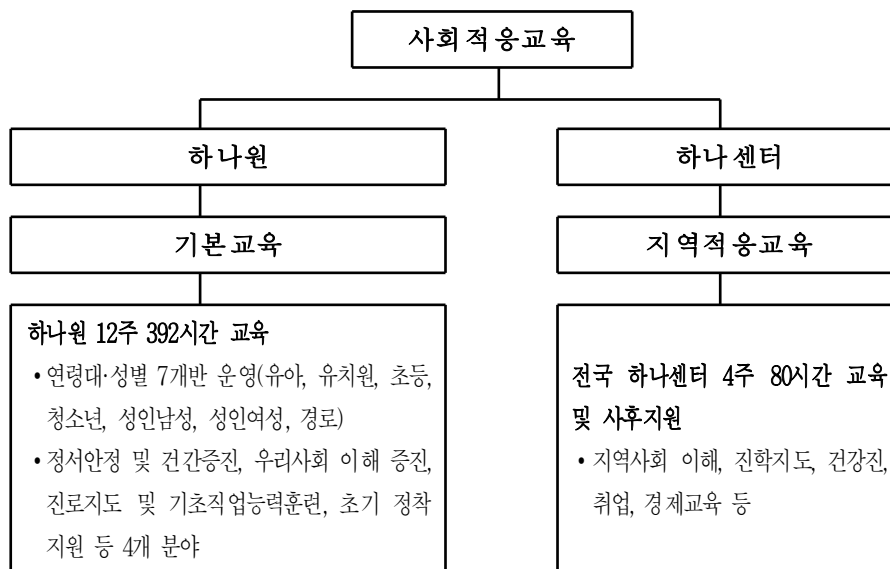 사회적응교육
하나원
하나센터
기본교육
지역적응교육
하나원 12주 392시간 교육
• 연령대·성별 7개반 운영(유아, 유치원, 초등,
청소년, 성인남성, 성인여성, 경로)
• 정서안정 및 건간증진, 우리사회 이해 증진,
진로지도 및 기초직업능력훈련, 초기 정착
지원 등 4개 분야
전국 하나센터 4주 80시간 교육
및 사후지원
• 지역사회 이해, 진학지도, 건강진,
취업, 경제교육 등